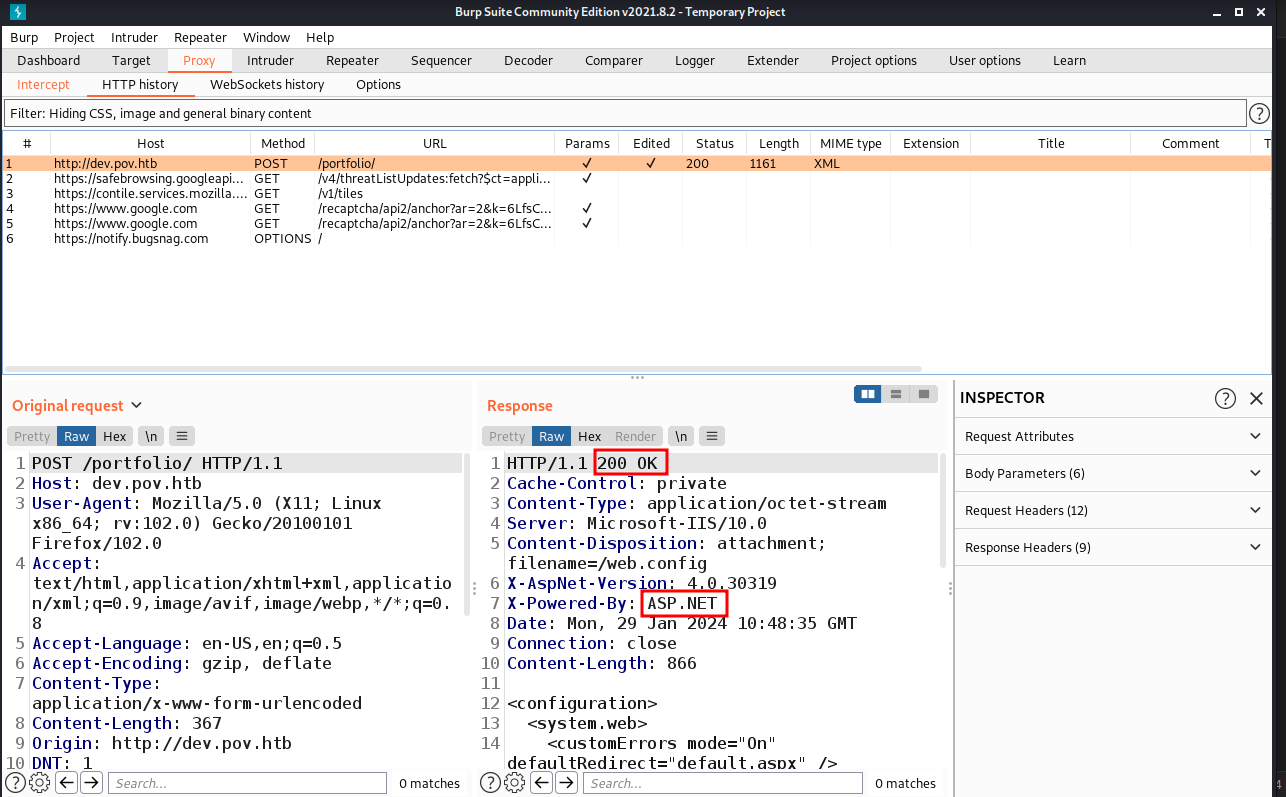 Burp Suite Community Edition v2021.8.2 - Temporary Project
Burp Project Intruder Repeater Window Help
Dashboard Target Proxy Intruder Repeater Sequencer Decoder Comparer Logger Extender Project options User options Learn
Intercept HTTP history WebSockets history Options
Filter: Hiding CSS, image and general binary content ?
# Host Method URL Params Edited Status Length MIME type Extension Title Comment T
1 http://dev.pov.htb POST /portfolio/ ✓ ✓ 200 1161 XML
2 https://safebrowsing.googleapi... GET /v4/threatListUpdates:fetch?$ct=appli... ✓
3 https://contile.services.mozilla.... GET /v1/tiles
4 https://www.google.com GET /recaptcha/api2/anchor?ar=2&k=6LfsC... ✓
5 https://www.google.com GET /recaptcha/api2/anchor?ar=2&k=6LfsC... ✓
6 https://notify.bugsnag.com OPTIONS /
Original request
Pretty Raw Hex \n
1 POST /portfolio/ HTTP/1.1
2 Host: dev.pov.htb
3 User-Agent: Mozilla/5.0 (X11; Linux
x86_64; rv:102.0) Gecko/20100101
Firefox/102.0
4 Accept:
text/html,application/xhtml+xml,applicatio
n/xml;q=0.9,image/avif,image/webp,*/*;q=0.
8
5 Accept-Language: en-US,en;q=0.5
6 Accept-Encoding: gzip, deflate
7 Content-Type:
application/x-www-form-urlencoded
8 Content-Length: 367
9 Origin: http://dev.pov.htb
10 DNT: 1
? Search... 0 matches
Response
Pretty Raw Hex Render \n
1 HTTP/1.1 200 OK
2 Cache-Control: private
3 Content-Type: application/octet-stream
4 Server: Microsoft-IIS/10.0
5 Content-Disposition: attachment;
filename=/web.config
6 X-AspNet-Version: 4.0.30319
7 X-Powered-By: ASP.NET
8 Date: Mon, 29 Jan 2024 10:48:35 GMT
9 Connection: close
10 Content-Length: 866
11
12 <configuration>
13 <system.web>
14 <customErrors mode="On"
defaultRedirect="default.aspx" />
? Search... 0 matches
INSPECTOR ?
Request Attributes
Body Parameters (6)
Request Headers (12)
Response Headers (9)